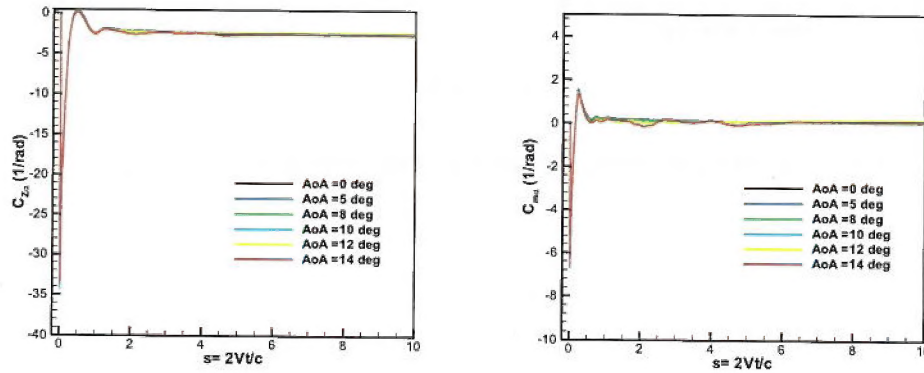 0
-5
-10
-15
-20
-25
-30
-35
-40
C_Zα (1/rad)
AoA =0 deg
AoA =5 deg
AoA =8 deg
AoA =10 deg
AoA =12 deg
AoA =14 deg
0 2 4 6 8 10
s= 2Vt/c
4
2
0
-2
-4
-6
-8
-10
C_mα (1/rad)
AoA =0 deg
AoA =5 deg
AoA =8 deg
AoA =10 deg
AoA =12 deg
AoA =14 deg
0 2 4 6 8 10
s= 2Vt/c